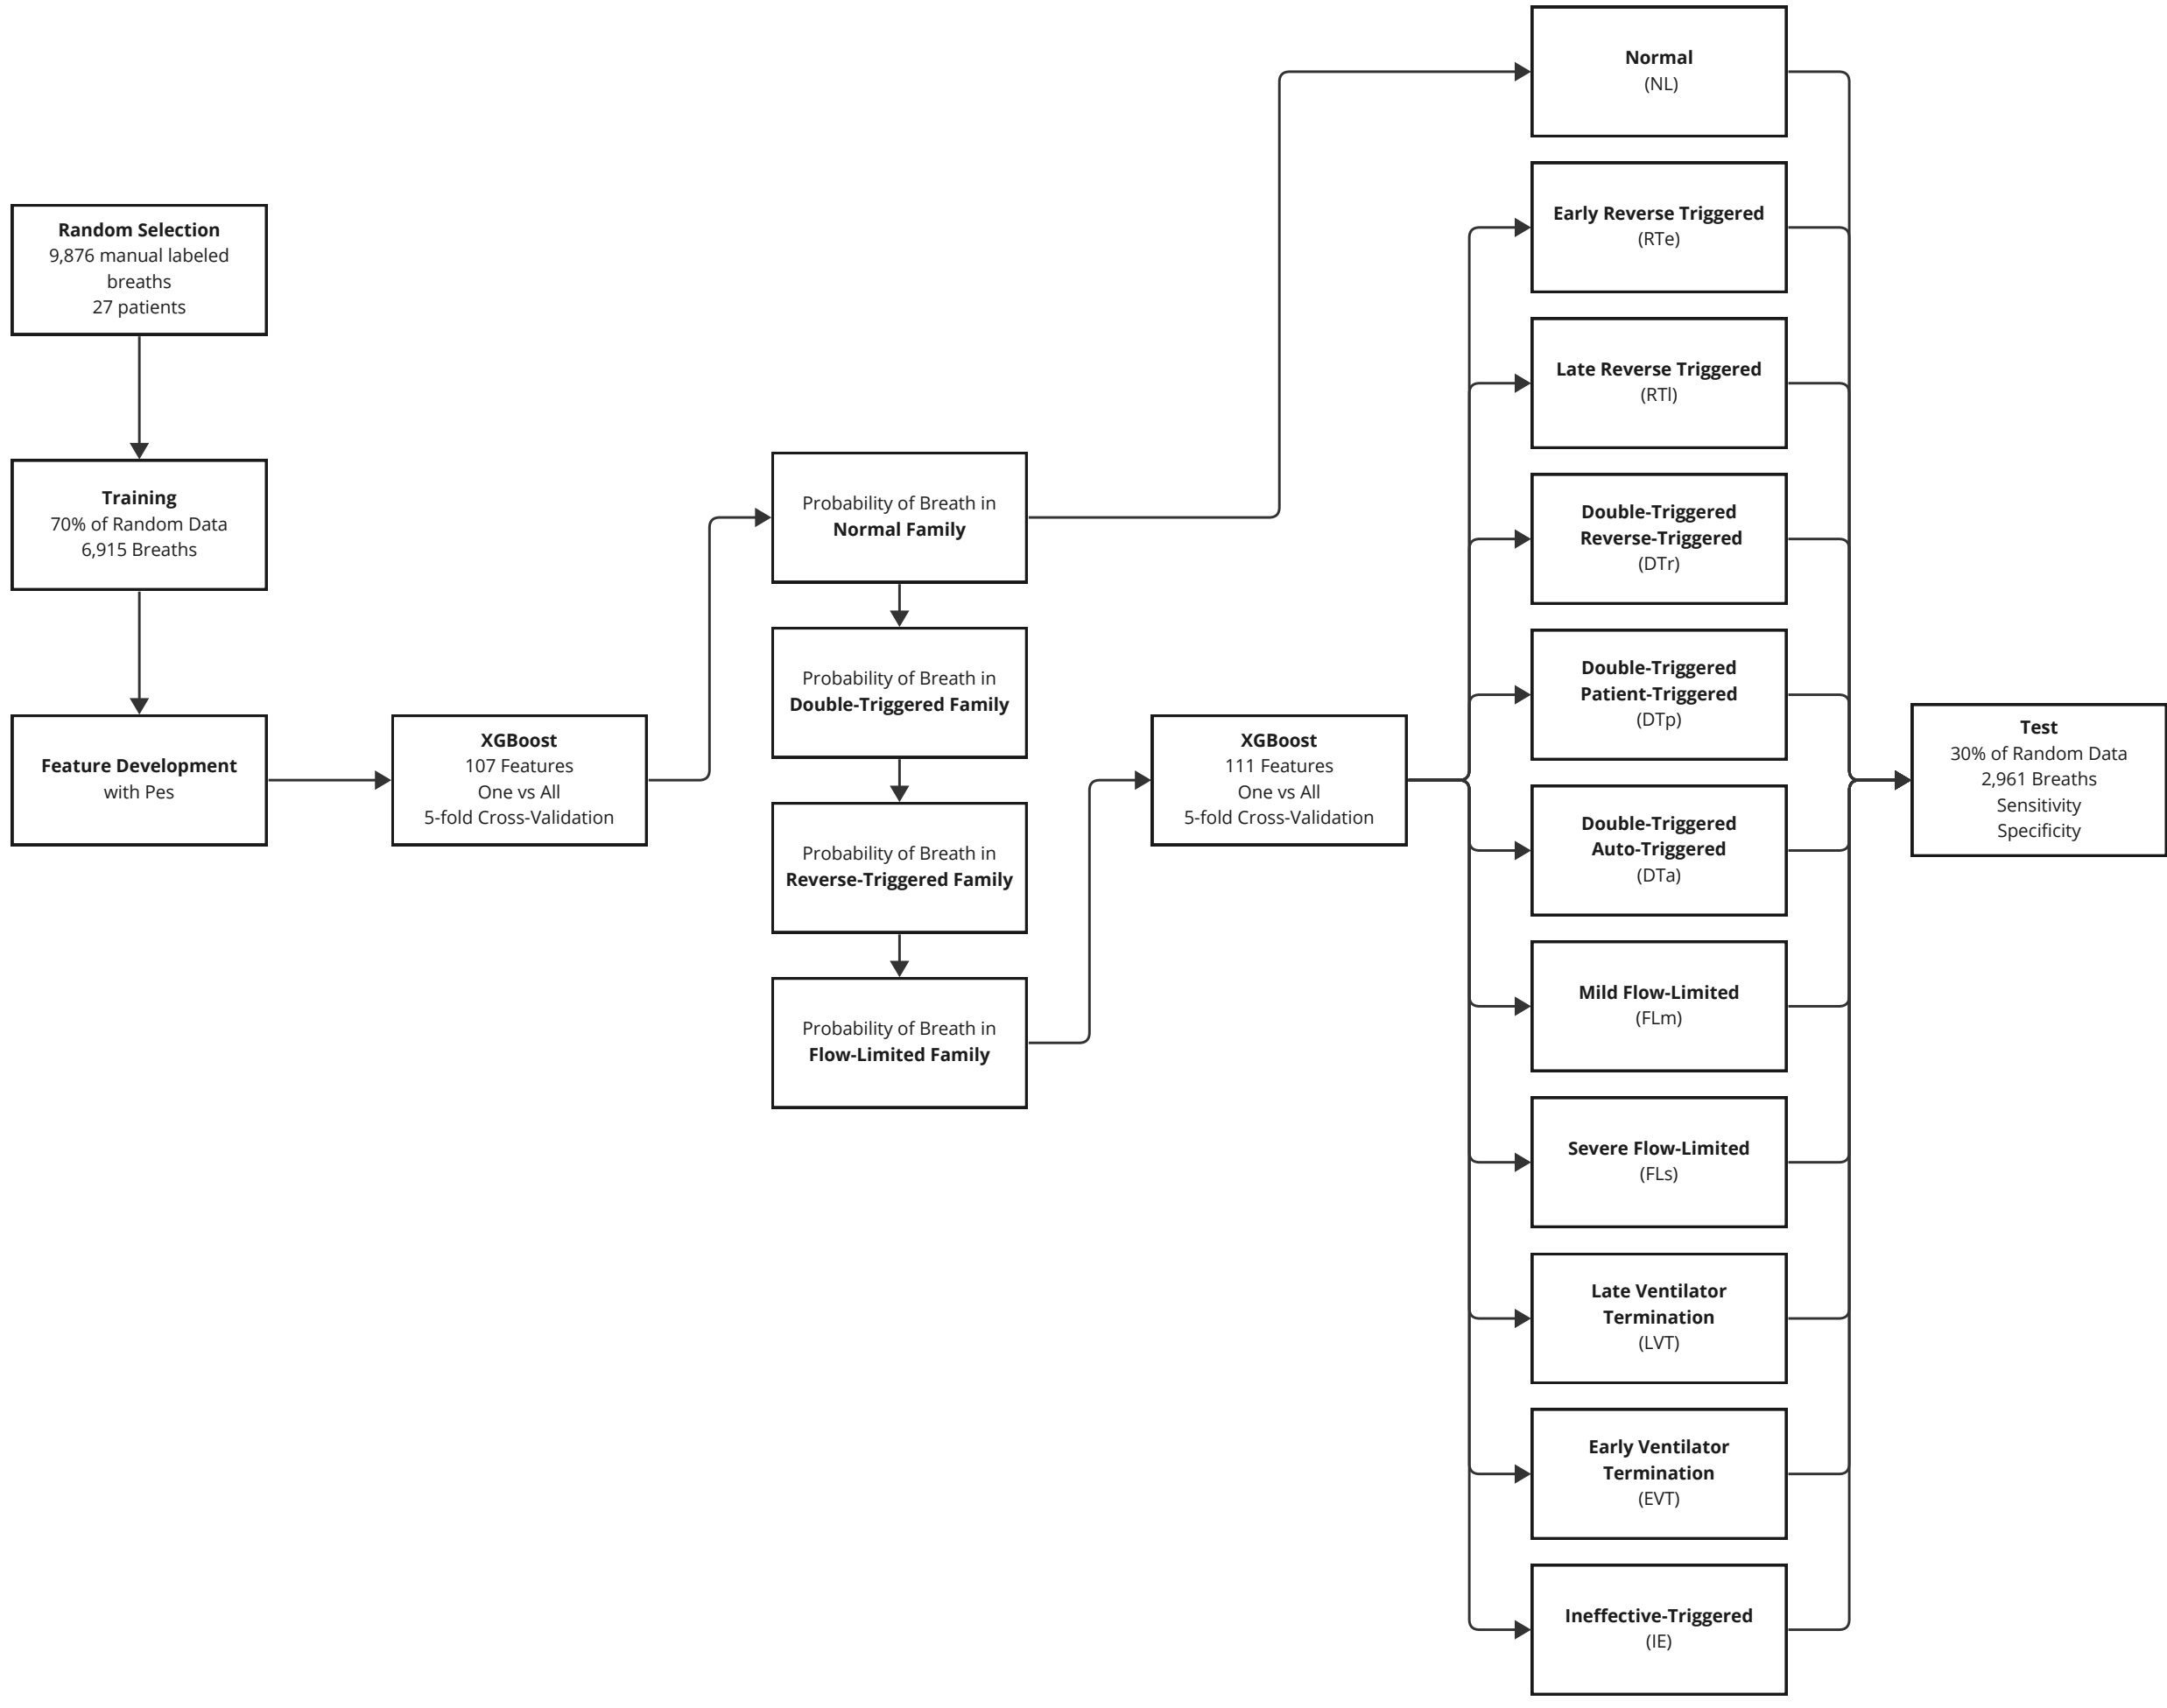 Random Selection
9,876 manual labeled
breaths
27 patients
Training
70% of Random Data
6,915 Breaths
Feature Development
with Pes
XGBoost
107 Features
One vs All
5-fold Cross-Validation
Probability of Breath in
Normal Family
Probability of Breath in
Double-Triggered Family
Probability of Breath in
Reverse-Triggered Family
Probability of Breath in
Flow-Limited Family
XGBoost
111 Features
One vs All
5-fold Cross-Validation
Normal
(NL)
Early Reverse Triggered
(RTe)
Late Reverse Triggered
(RTl)
Double-Triggered
Reverse-Triggered
(DTr)
Double-Triggered
Patient-Triggered
(DTp)
Double-Triggered
Auto-Triggered
(DTa)
Mild Flow-Limited
(FLm)
Severe Flow-Limited
(FLs)
Late Ventilator
Termination
(LVT)
Early Ventilator
Termination
(EVT)
Ineffective-Triggered
(IE)
Test
30% of Random Data
2,961 Breaths
Sensitivity
Specificity